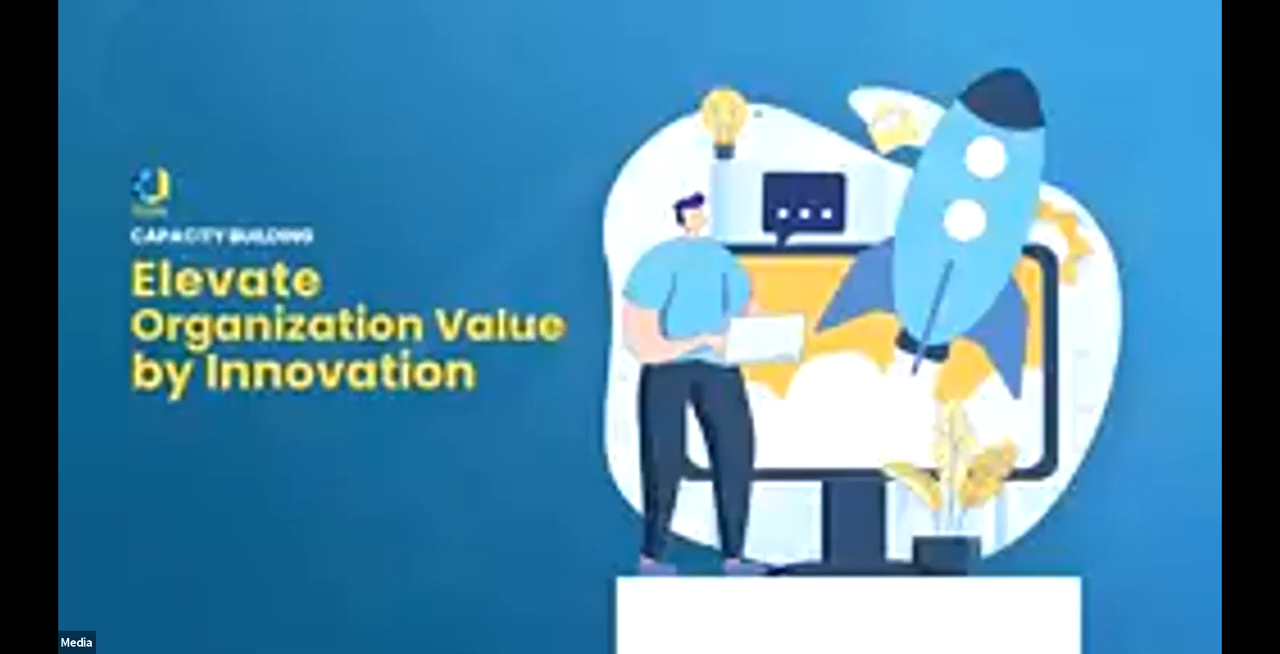 CAPACITY BUILDING
Elevate
Organization Value
by Innovation
Media